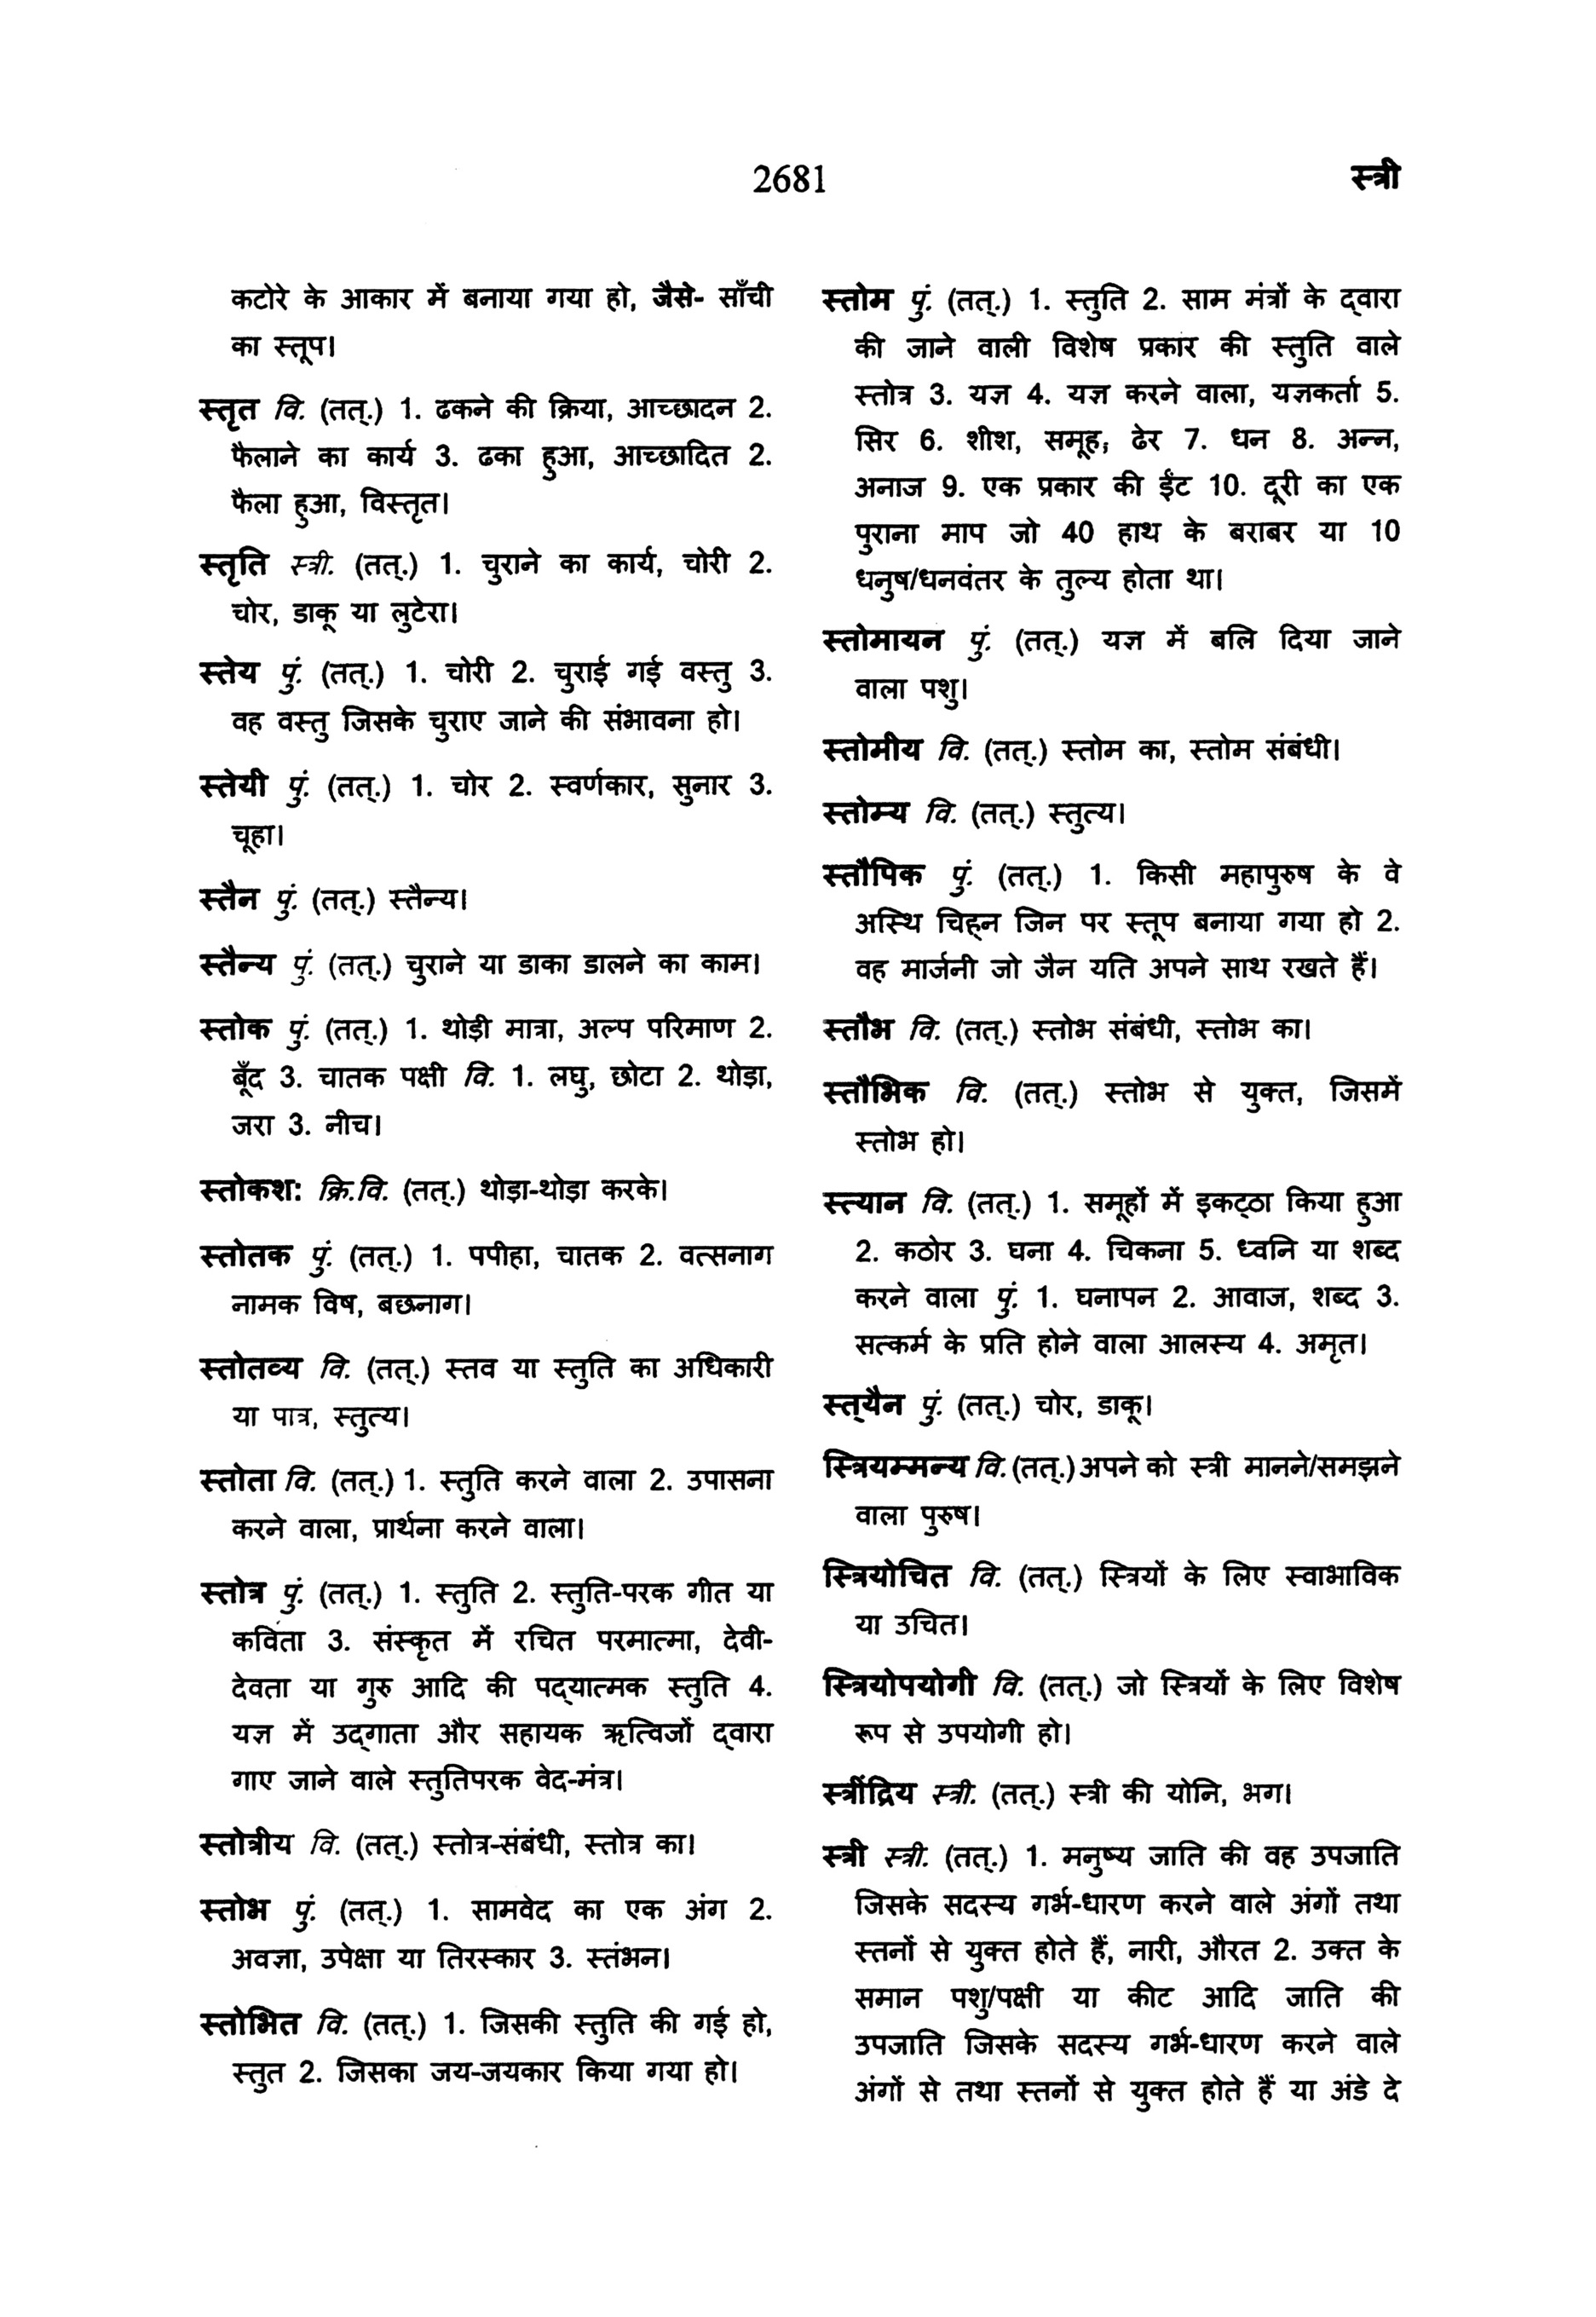 2681
स्त्री
कटोरे के आकार में बनाया गया हो, जैसे- साँची
का स्तूप।
स्तृत वि. (तत्.) 1. ढकने की क्रिया, आच्छादन 2.
फैलाने का कार्य 3. ढका हुआ, आच्छादित 2.
फैला हुआ, विस्तृत।
स्तृति स्त्री. (तत्.) 1. चुराने का कार्य, चोरी 2.
चोर, डाकू या लुटेरा।
स्तेय पुं. (तत्.) 1. चोरी 2. चुराई गई वस्तु 3.
वह वस्तु जिसके चुराए जाने की संभावना हो।
स्तेयी पुं. (तत्.) 1. चोर 2. स्वर्णकार, सुनार 3.
चूहा।
स्तैन पुं. (तत्.) स्तैन्य।
स्तैन्य पुं. (तत्.) चुराने या डाका डालने का काम।
स्तोक पुं. (तत्.) 1. थोड़ी मात्रा, अल्प परिमाण 2.
बूँद 3. चातक पक्षी वि. 1. लघु, छोटा 2. थोड़ा,
जरा 3. नीच।
स्तोकश: क्रि.वि. (तत्.) थोड़ा-थोड़ा करके।
स्तोतक पुं. (तत्.) 1. पपीहा, चातक 2. वत्सनाग
नामक विष, बछनाग।
स्तोतव्य वि. (तत्.) स्तव या स्तुति का अधिकारी
या पात्र, स्तुत्य।
स्तोता वि. (तत्.) 1. स्तुति करने वाला 2. उपासना
करने वाला, प्रार्थना करने वाला।
स्तोत्र पुं. (तत्.) 1. स्तुति 2. स्तुति-परक गीत या
कविता 3. संस्कृत में रचित परमात्मा, देवी-
देवता या गुरु आदि की पद्‌यात्मक स्तुति 4.
यज्ञ में उद्‌गाता और सहायक ऋत्विजों द्‌वारा
गाए जाने वाले स्तुतिपरक वेद-मंत्र।
स्तोत्रीय वि. (तत्.) स्तोत्र-संबंधी, स्तोत्र का।
स्तोभ पुं. (तत्.) 1. सामवेद का एक अंग 2.
अवज्ञा, उपेक्षा या तिरस्कार 3. स्तंभन।
स्तोभित वि. (तत्.) 1. जिसकी स्तुति की गई हो,
स्तुत 2. जिसका जय-जयकार किया गया हो।
स्तोम पुं. (तत्.) 1. स्तुति 2. साम मंत्रों के द्‌वारा
की जाने वाली विशेष प्रकार की स्तुति वाले
स्तोत्र 3. यज्ञ 4. यज्ञ करने वाला, यज्ञकर्ता 5.
सिर 6. शीश, समूह, ढेर 7. धन 8. अन्न,
अनाज 9. एक प्रकार की ईंट 10. दूरी का एक
पुराना माप जो 40 हाथ के बराबर या 10
धनुष/धनवंतर के तुल्य होता था।
स्तोमायन पुं. (तत्.) यज्ञ में बलि दिया जाने
वाला पशु।
स्तोमीय वि. (तत्.) स्तोम का, स्तोम संबंधी।
स्तोम्य वि. (तत्.) स्तुत्य।
स्तौपिक पुं. (तत्.) 1. किसी महापुरुष के वे
अस्थि चिह्‌न जिन पर स्तूप बनाया गया हो 2.
वह मार्जनी जो जैन यति अपने साथ रखते हैं।
स्तौभ वि. (तत्.) स्तोभ संबंधी, स्तोभ का।
स्तौभिक वि. (तत्.) स्तोभ से युक्त, जिसमें
स्तोभ हो।
स्त्यान वि. (तत्.) 1. समूहों में इकट्‌ठा किया हुआ
2. कठोर 3. घना 4. चिकना 5. ध्वनि या शब्द
करने वाला पुं. 1. घनापन 2. आवाज, शब्द 3.
सत्कर्म के प्रति होने वाला आलस्य 4. अमृत।
स्त्‌यैन पुं. (तत्.) चोर, डाकू।
स्त्रियम्मन्य वि. (तत्.) अपने को स्त्री मानने/समझने
वाला पुरुष।
स्त्रियोचित वि. (तत्.) स्त्रियों के लिए स्वाभाविक
या उचित।
स्त्रियोपयोगी वि. (तत्.) जो स्त्रियों के लिए विशेष
रूप से उपयोगी हो।
स्त्रींद्रिय स्त्री. (तत्.) स्त्री की योनि, भग।
स्त्री स्त्री. (तत्.) 1. मनुष्य जाति की वह उपजाति
जिसके सदस्य गर्भ-धारण करने वाले अंगों तथा
स्तनों से युक्त होते हैं, नारी, औरत 2. उक्त के
समान पशु/पक्षी या कीट आदि जाति की
उपजाति जिसके सदस्य गर्भ-धारण करने वाले
अंगों से तथा स्तनों से युक्त होते हैं या अंडे दे